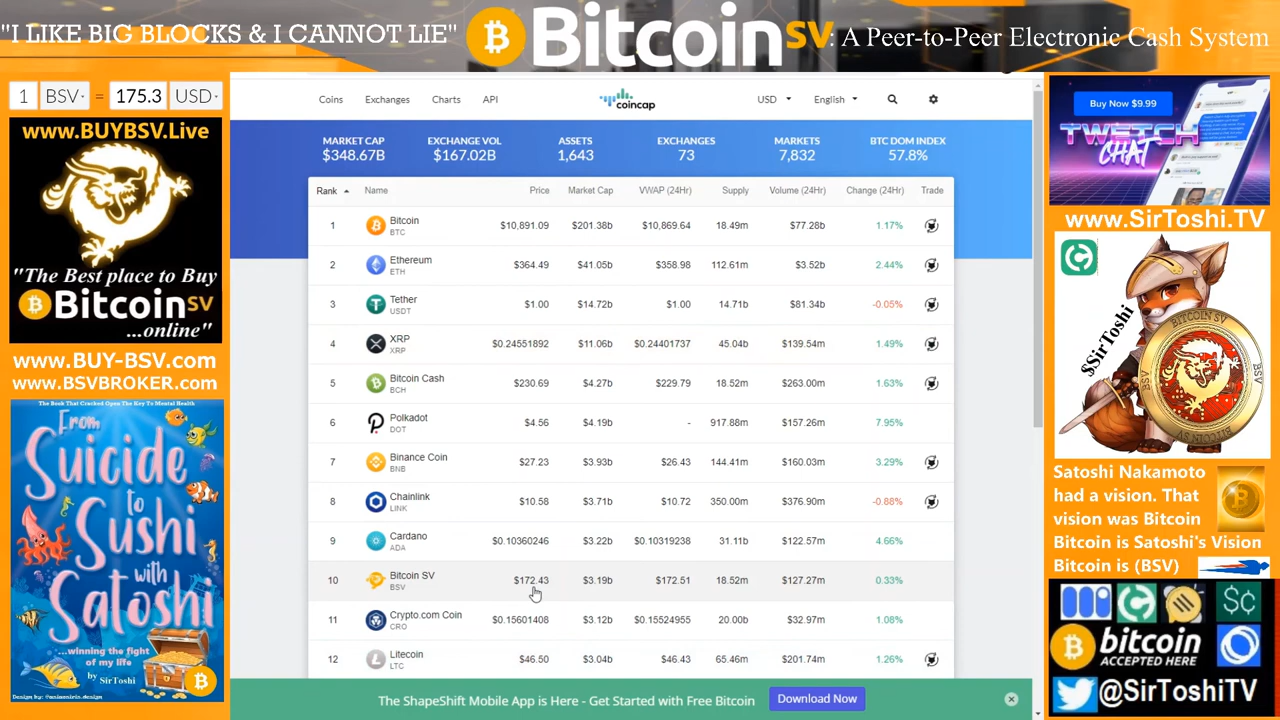 "I LIKE BIG BLOCKS & I CANNOT LIE"
BitcoinSV
: A Peer-to-Peer Electronic Cash System
1 BSV = 175.3 USD
www.BUYBSV.Live
"The Best place to Buy
BitcoinSV
...online"
www.BUY-BSV.com
www.BSVBROKER.com
The Book That Cracked Open The Key To Mental Health
From
Suicide
to
Sushi
with
Satoshi
...winning the fight
of my life
by SirToshi
Coins Exchanges Charts API
coincap
USD English
MARKET CAP EXCHANGE VOL ASSETS EXCHANGES MARKETS BTC DOM INDEX
$348.67B $167.02B 1,643 73 7,832 57.8%
Rank Name Price Market Cap VWAP (24Hr) Supply Volume (24Hr) Change (24Hr) Trade
1 Bitcoin BTC $10,891.09 $201.38b $10,869.64 18.49m $77.28b 1.17%
2 Ethereum ETH $364.49 $41.05b $358.98 112.61m $3.52b 2.44%
3 Tether USDT $1.00 $14.72b $1.00 14.71b $81.34b -0.05%
4 XRP XRP $0.24551892 $11.06b $0.24401737 45.04b $139.54m 1.49%
5 Bitcoin Cash BCH $230.69 $4.27b $229.79 18.52m $263.00m 1.63%
6 Polkadot DOT $4.56 $4.19b - 917.88m $157.26m 7.95%
7 Binance Coin BNB $27.23 $3.93b $26.43 144.41m $160.03m 3.29%
8 Chainlink LINK $10.58 $3.71b $10.72 350.00m $376.90m -0.88%
9 Cardano ADA $0.10360246 $3.22b $0.10319238 31.11b $122.57m 4.66%
10 Bitcoin SV BSV $172.43 $3.19b $172.51 18.52m $127.27m 0.33%
11 Crypto.com Coin CRO $0.15601408 $3.12b $0.15524955 20.00b $32.97m 1.08%
12 Litecoin LTC $46.50 $3.04b $46.43 65.46m $201.74m 1.26%
The ShapeShift Mobile App is Here - Get Started with Free Bitcoin Download Now
Buy Now $9.99
TWETCH
CHAT
www.SirToshi.TV
$SirToshi
BITCOIN SV
BSV
BSV
Satoshi Nakamoto
had a vision. That
vision was Bitcoin
Bitcoin is Satoshi's Vision
Bitcoin is (BSV)
bitcoin
ACCEPTED HERE
@SirToshiTV